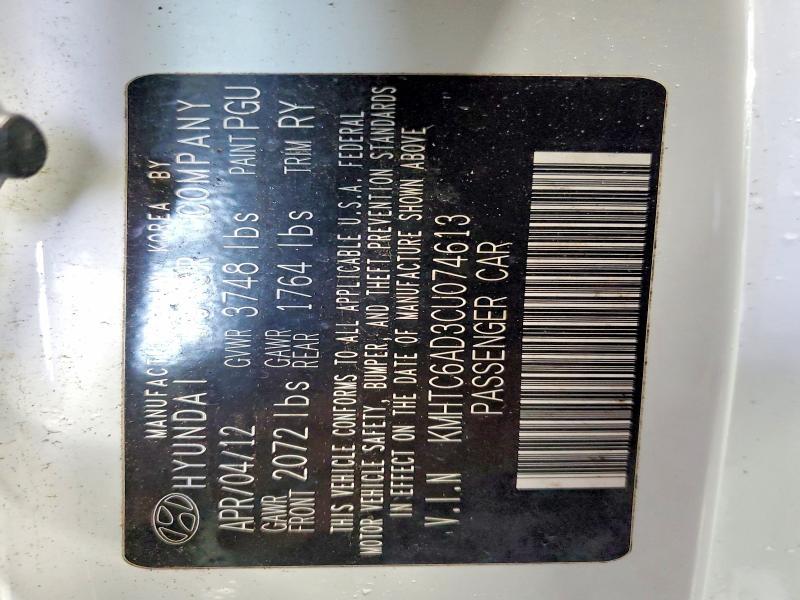 MANUFACT KOREA BY
HYUNDAI COMPANY
APR/04/12 GVWR 3748 lbs PAINT PGU
GAWR FRONT 2072 lbs GAWR REAR 1764 lbs TRIM RY
THIS VEHICLE CONFORMS TO ALL APPLICABLE U.S.A. FEDERAL
MOTOR VEHICLE SAFETY, BUMPER, AND THEFT PREVENTION STANDARDS
IN EFFECT ON THE DATE OF MANUFACTURE SHOWN ABOVE
V.I.N KMHTC6AD3CU074613
PASSENGER CAR